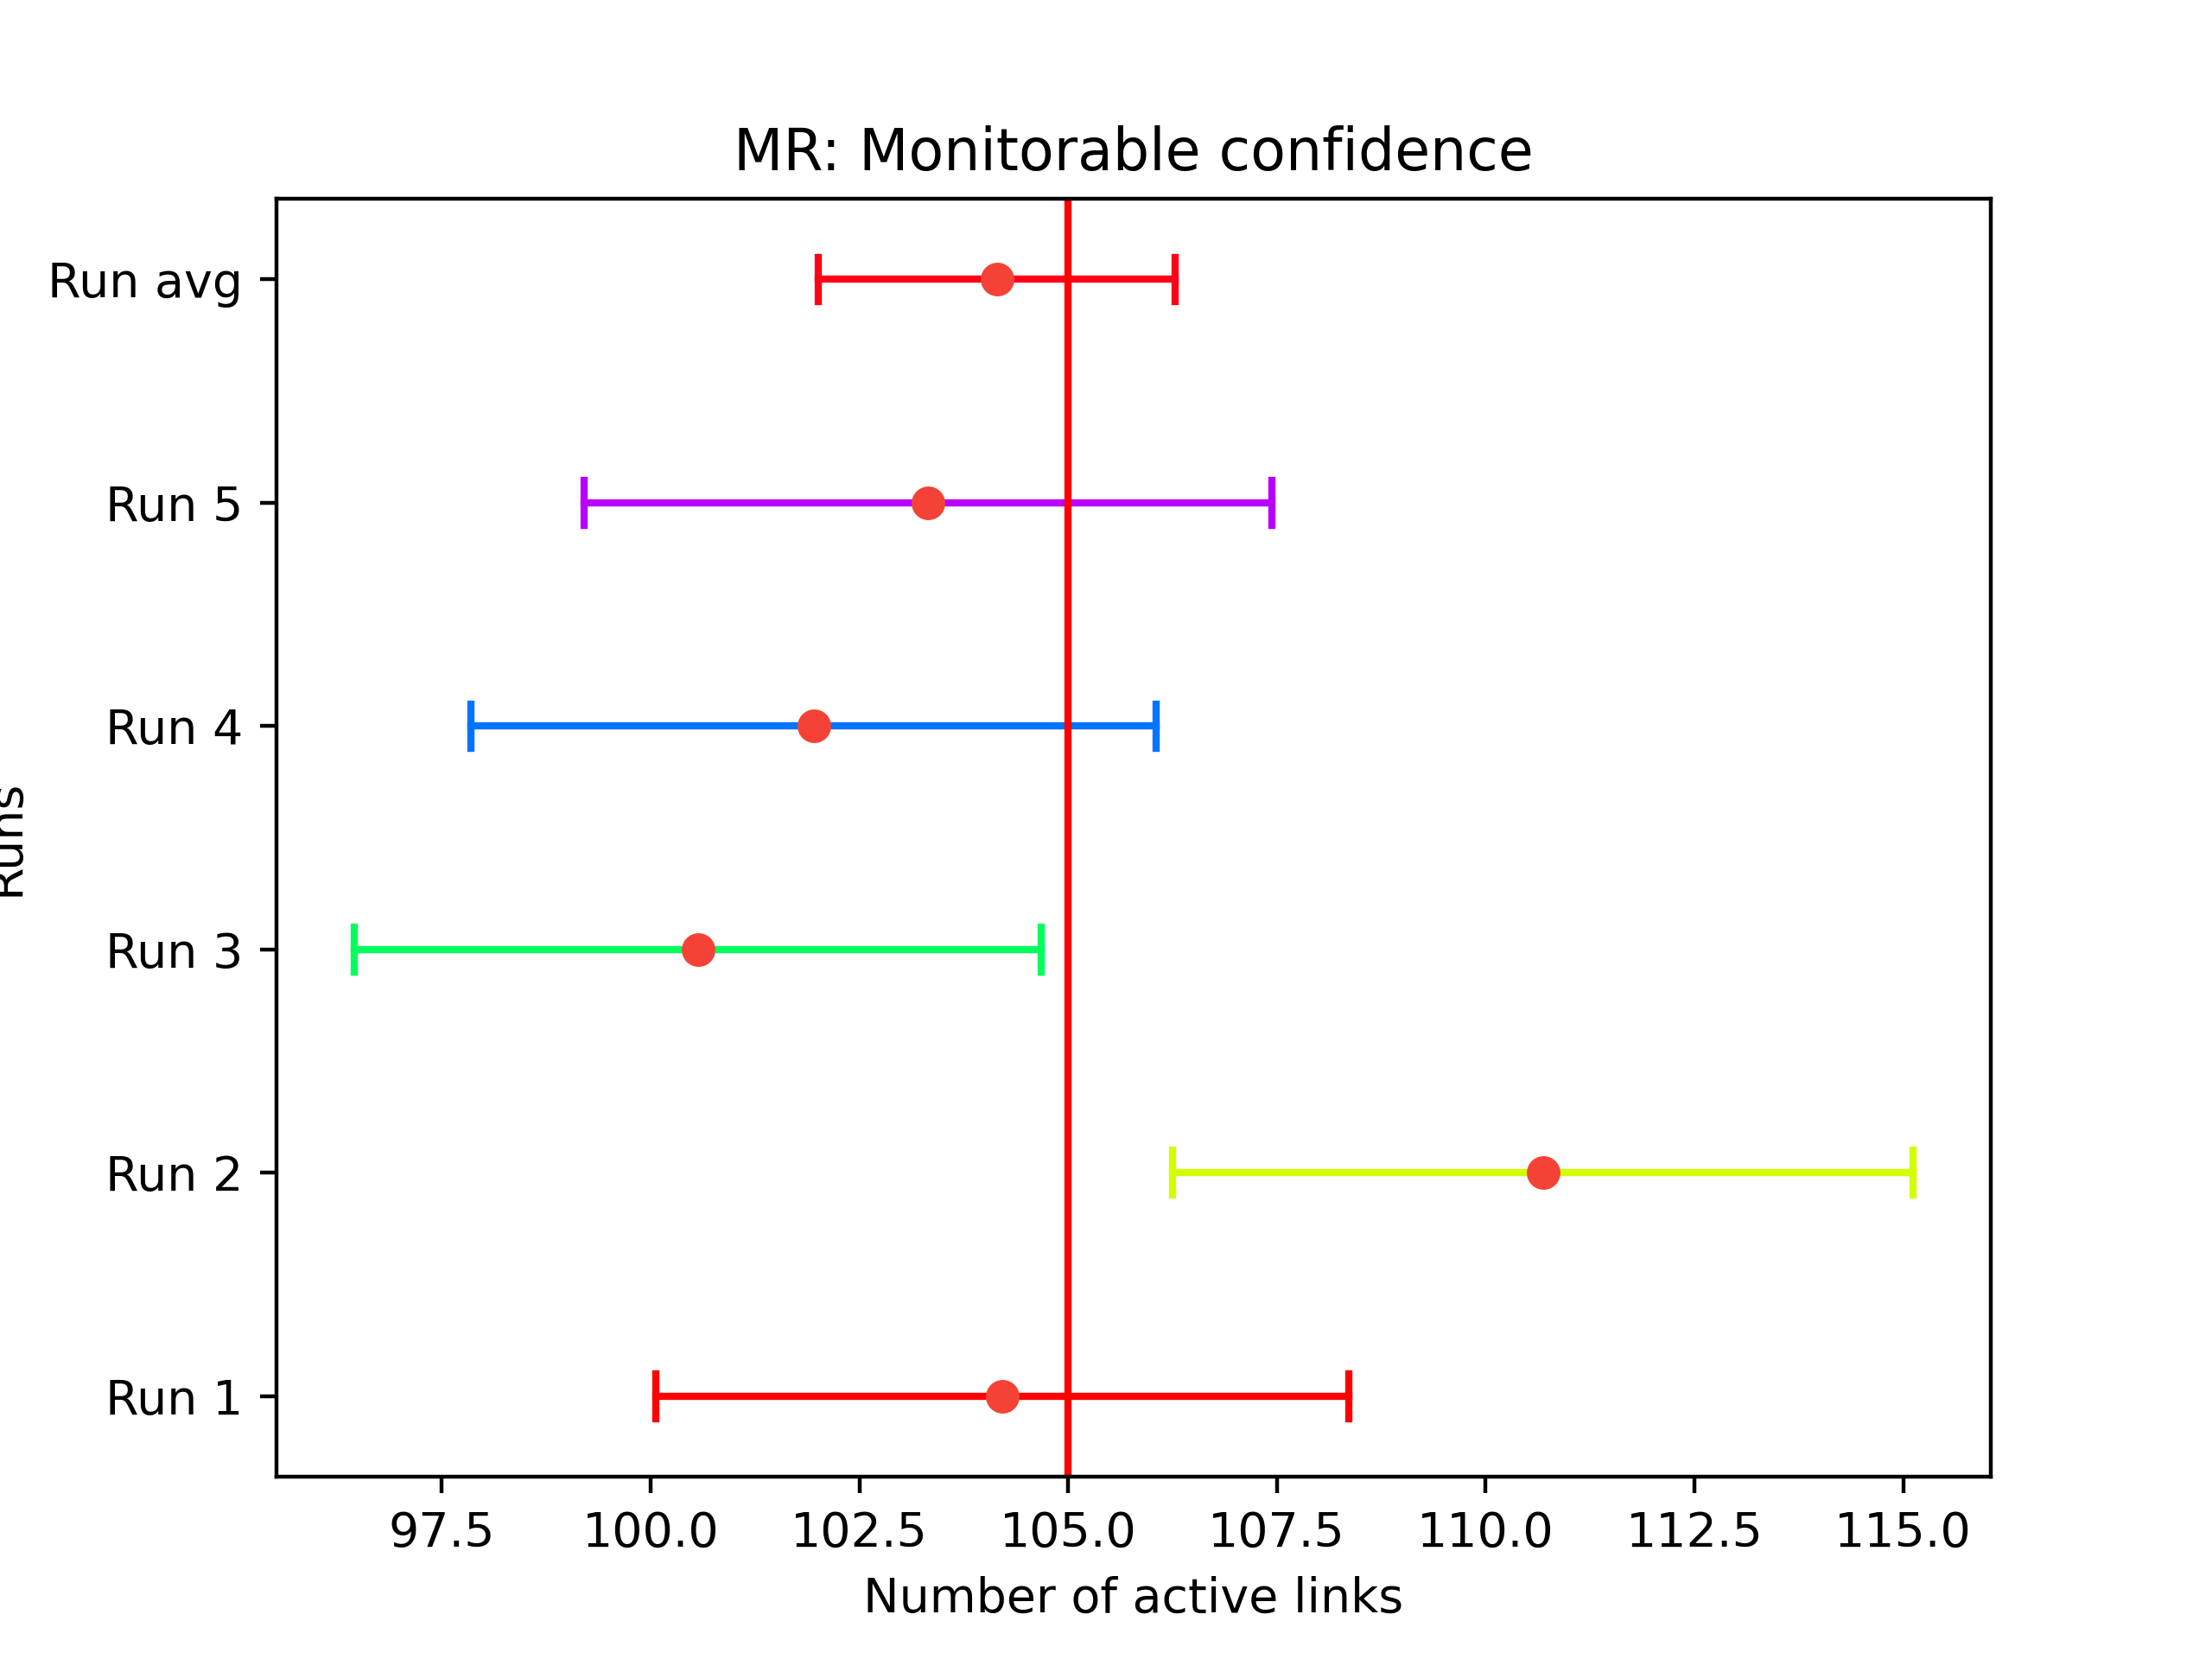 MR: Monitorable confidence
Run avg
Run 5
Run 4
Runs
Run 3
Run 2
Run 1
97.5 100.0 102.5 105.0 107.5 110.0 112.5 115.0
Number of active links